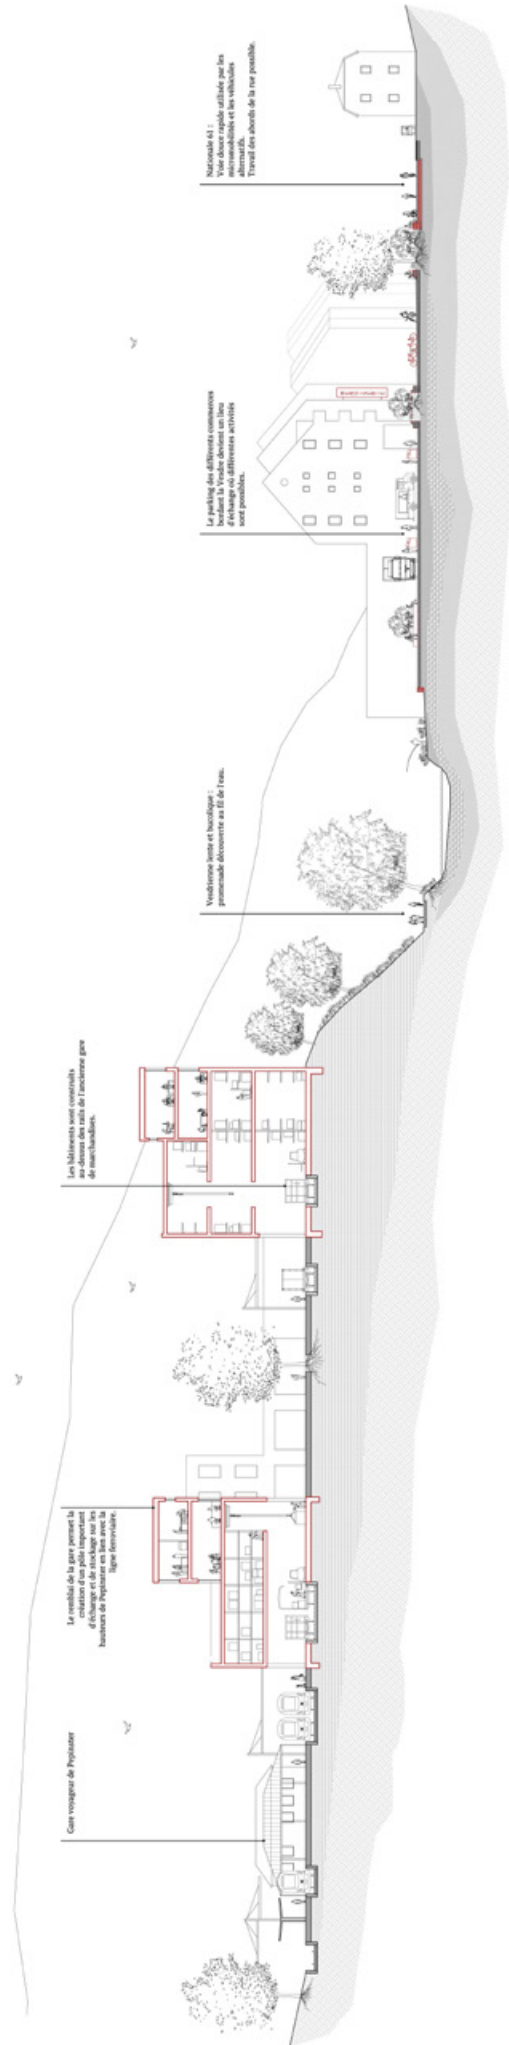 Gare voyageur de Pepinster
Le remblai de la gare permet la
création d'un pôle important
d'échange et de stockage sur les
hauteurs de Pepinster en lien avec la
ligne ferroviaire.
Les bâtiments sont construits
au-dessus des rails de l'ancienne gare
de marchandises.
Vesdrienne lente et bucolique :
promenade découverte au fil de l'eau.
Le parking des différents commerces
bordant la Vesdre devient un lieu
d'échange où différentes activités
sont possibles.
Nationale 61 :
Voie douce rapide utilisée par les
micromobilités et les véhicules
alternatifs.
Travail des abords de la rue possible.